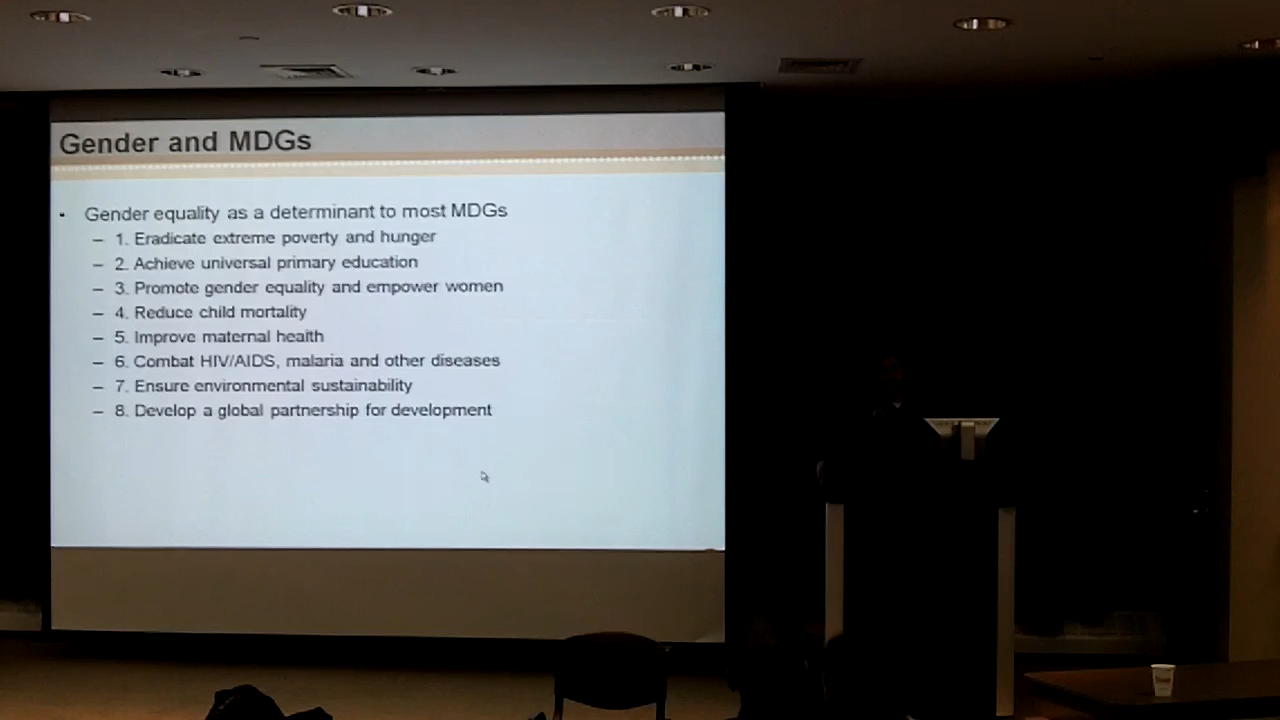 Gender and MDGs
▪ Gender equality as a determinant to most MDGs
– 1. Eradicate extreme poverty and hunger
– 2. Achieve universal primary education
– 3. Promote gender equality and empower women
– 4. Reduce child mortality
– 5. Improve maternal health
– 6. Combat HIV/AIDS, malaria and other diseases
– 7. Ensure environmental sustainability
– 8. Develop a global partnership for development